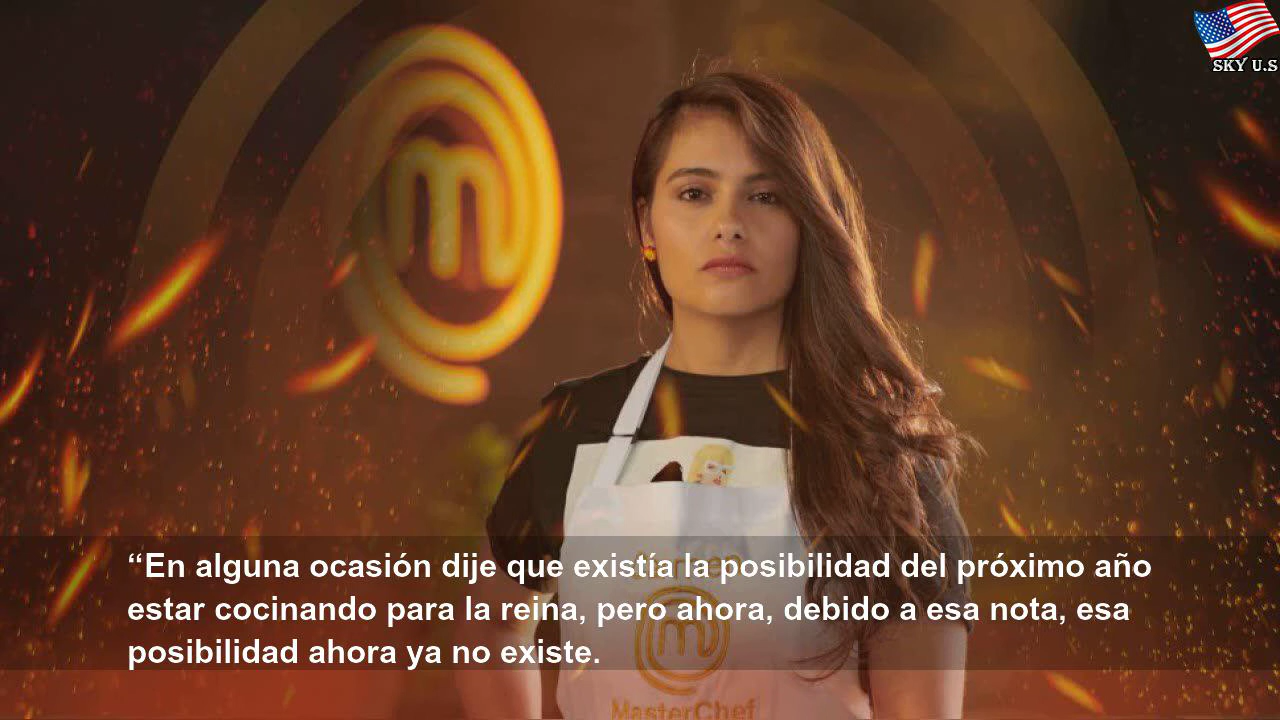 SKY U.S
m
“En alguna ocasión dije que existía la posibilidad del próximo año
estar cocinando para la reina, pero ahora, debido a esa nota, esa
posibilidad ahora ya no existe.
m
MasterChef